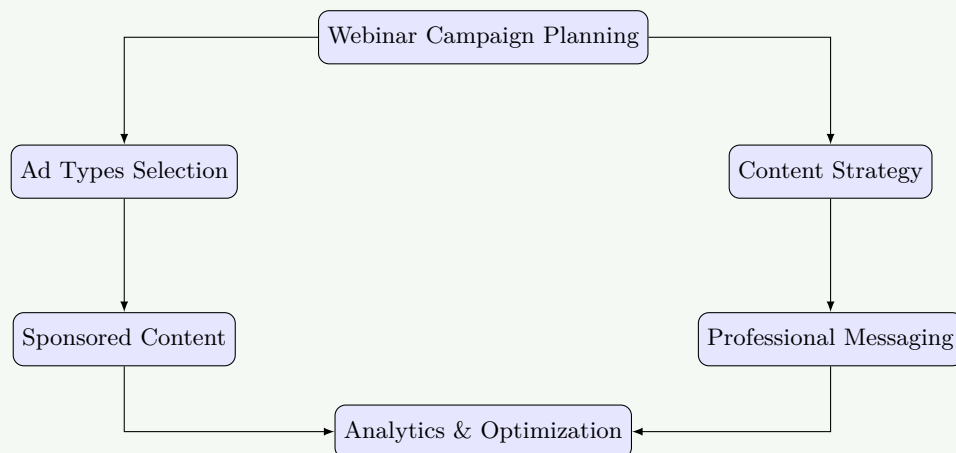 Webinar Campaign Planning
Ad Types Selection
Content Strategy
Sponsored Content
Professional Messaging
Analytics & Optimization